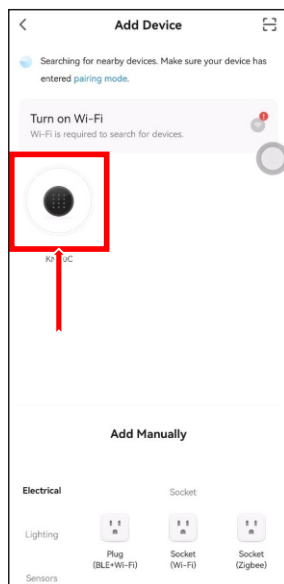 Add Device
Searching for nearby devices. Make sure your device has
entered pairing mode.
Turn on Wi-Fi
Wi-Fi is required to search for devices.
Add Manually
Electrical
Socket
Lighting
Plug
(BLE+Wi-Fi)
Socket
(Wi-Fi)
Socket
(Zigbee)
Sensors